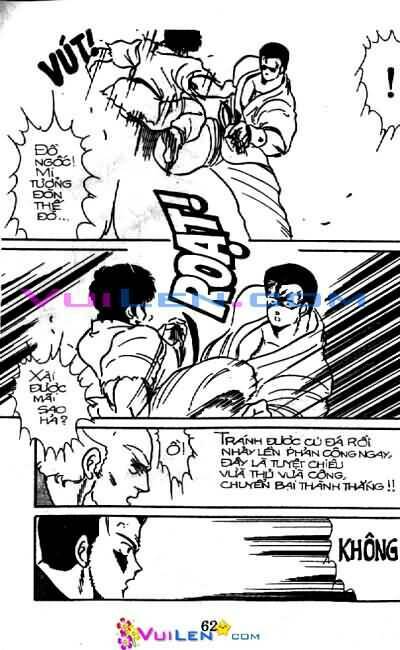 VÚT!
!
ĐỒ
NGỐC!
MI
TƯỞNG
ĐÒN
THẾ
ĐÓ...
ROẠT!
VUILEN.COM
XÀI
ĐƯỢC
MÃI
SAO
HẢ?
Ồ!
TRÁNH ĐƯỢC CÚ ĐÁ RỒI
NHẢY LÊN PHẢN CÔNG NGAY,
ĐÂY LÀ TUYỆT CHIÊU
VỪA THỦ VỪA CÔNG,
CHUYỂN BẠI THÀNH THẮNG!!
KHÔNG
62
VUILEN.COM